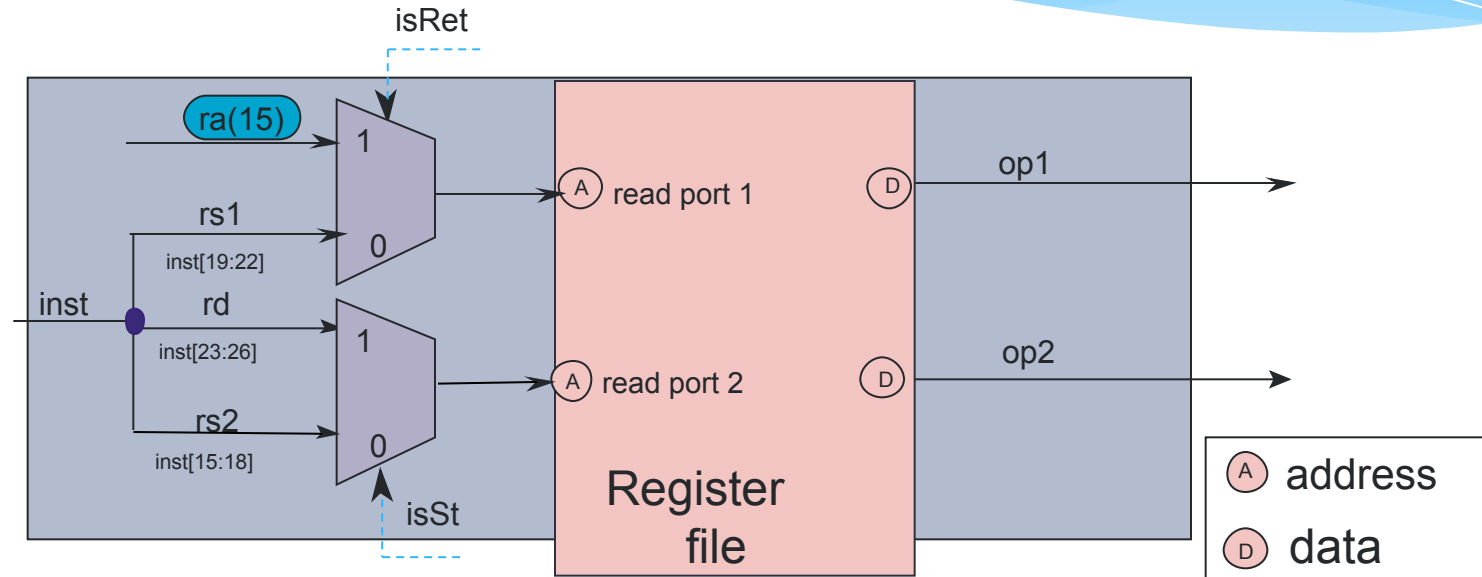 isRet
ra(15)
1
rs1
inst[19:22]
0
inst
rd
inst[23:26]
1
rs2
inst[15:18]
0
isSt
A read port 1
D
op1
A read port 2
D
op2
Register
file
A address
D data